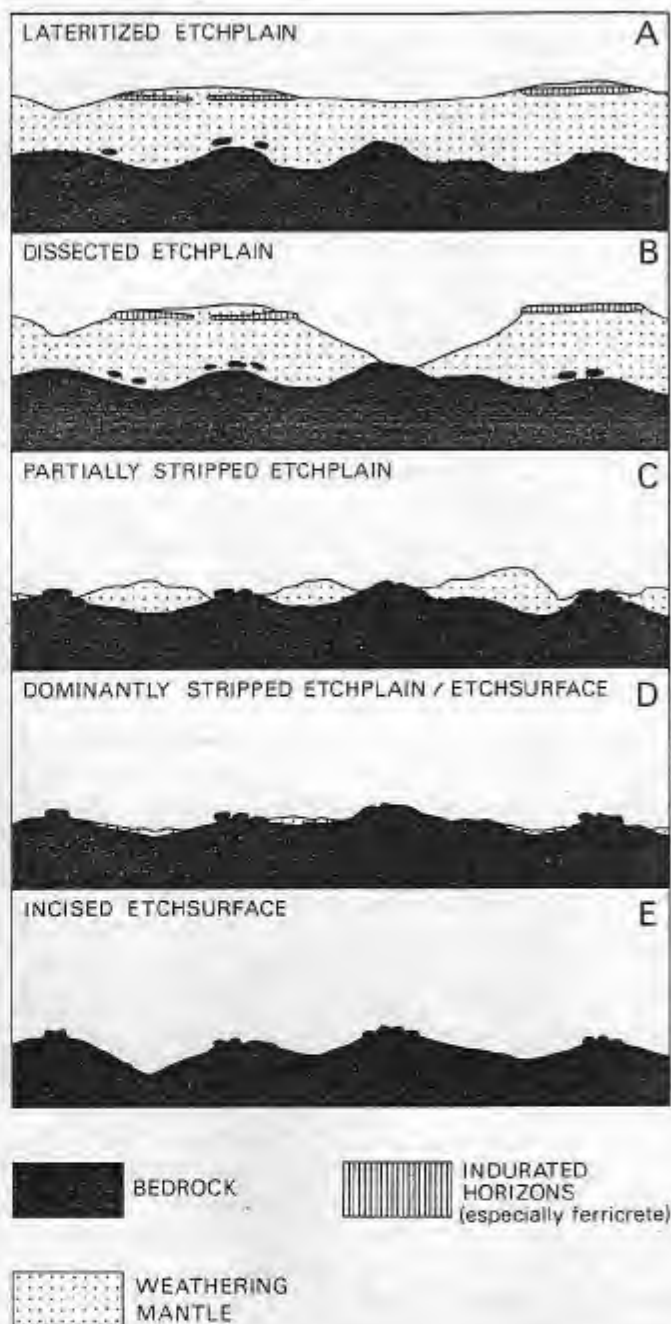 LATERITIZED ETCHPLAIN A
DISSECTED ETCHPLAIN B
PARTIALLY STRIPPED ETCHPLAIN C
DOMINANTLY STRIPPED ETCHPLAIN / ETCHSURFACE D
INCISED ETCHSURFACE E
BEDROCK
INDURATED
HORIZONS
(especially ferricrete)
WEATHERING
MANTLE